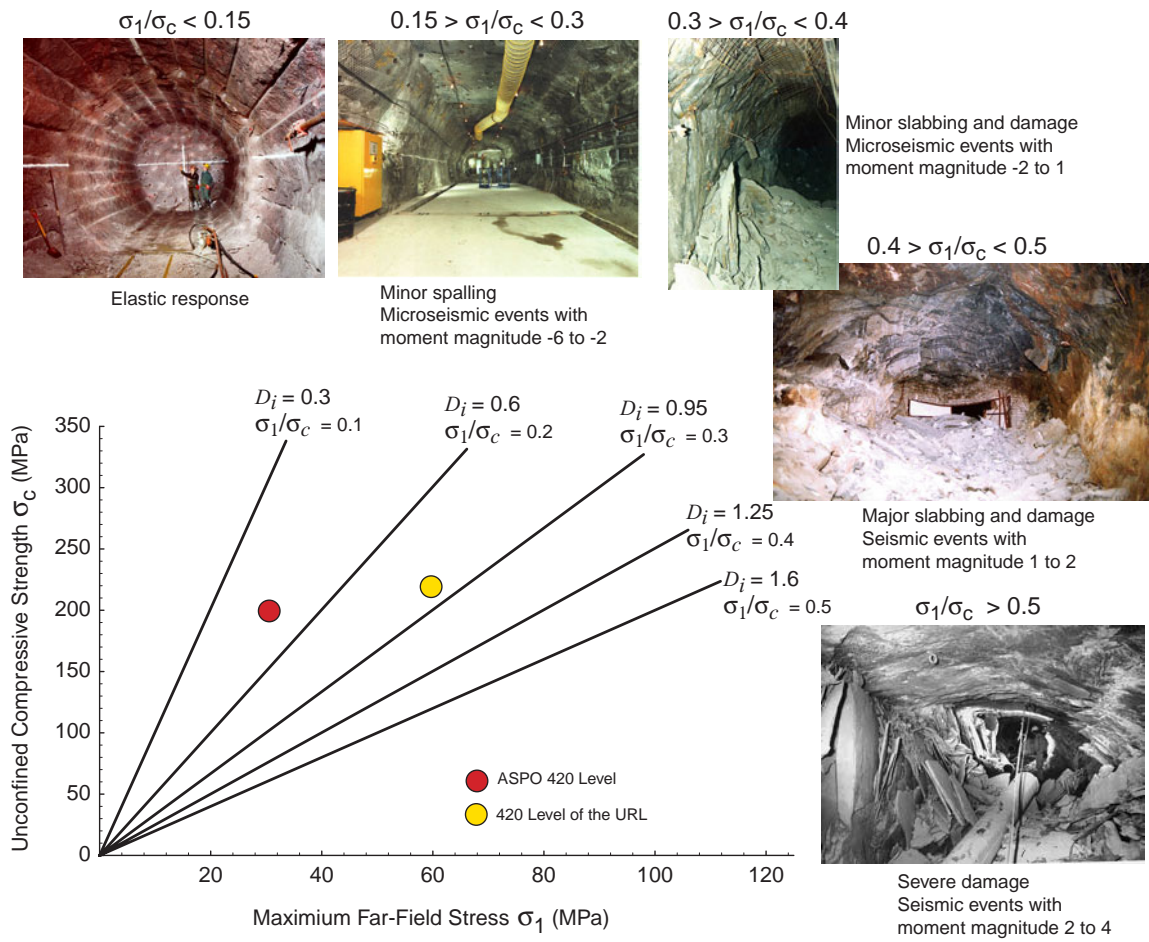 σ1/σc < 0.15
0.15 > σ1/σc < 0.3
0.3 > σ1/σc < 0.4
Elastic response
Minor spalling
Microseismic events with
moment magnitude -6 to -2
Minor slabbing and damage
Microseismic events with
moment magnitude -2 to 1
0.4 > σ1/σc < 0.5
Major slabbing and damage
Seismic events with
moment magnitude 1 to 2
σ1/σc > 0.5
Severe damage
Seismic events with
moment magnitude 2 to 4
Di = 0.3
σ1/σc = 0.1
Di = 0.6
σ1/σc = 0.2
Di = 0.95
σ1/σc = 0.3
Di = 1.25
σ1/σc = 0.4
Di = 1.6
σ1/σc = 0.5
Unconfined Compressive Strength σc (MPa)
350
300
250
200
150
100
50
0
20
40
60
80
100
120
Maximium Far-Field Stress σ1 (MPa)
ASPO 420 Level
420 Level of the URL